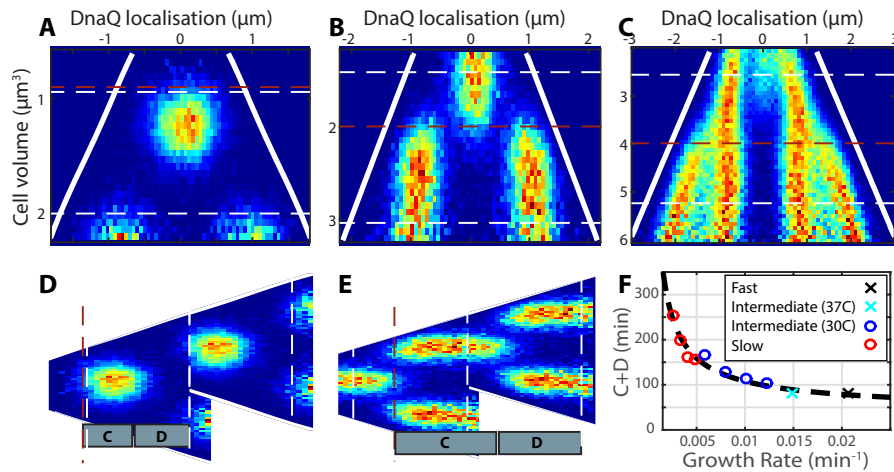 A
DnaQ localisation (μm)
-1 0 1
Cell volume (μm³)
1
2
B
DnaQ localisation (μm)
-2 -1 0 1 2
2
3
C
DnaQ localisation (μm)
-3 -2 -1 0 1 2 3
3
4
5
6
D
C D
E
C D
F
C+D (min)
350
300
200
100
0
Fast
Intermediate (37C)
Intermediate (30C)
Slow
0.005 0.01 0.015 0.02
Growth Rate (min⁻¹)